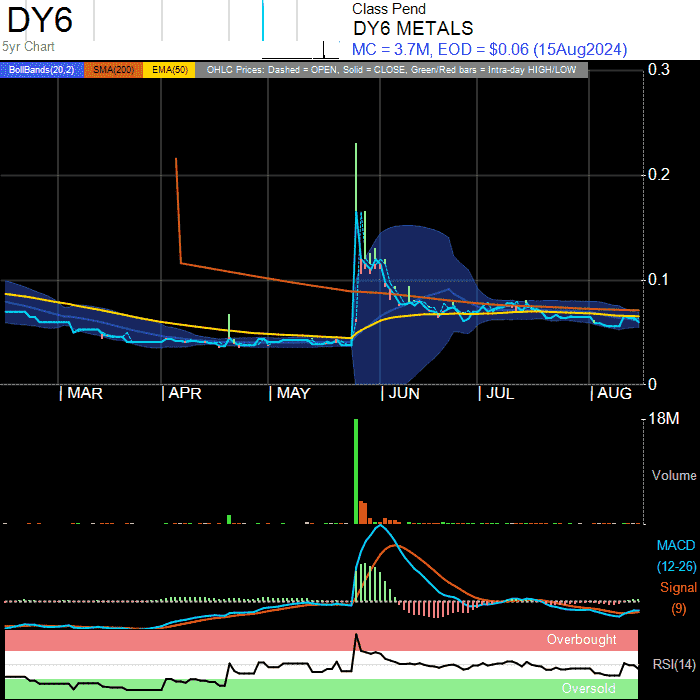 DY6
Class Pend
DY6 METALS
5yr Chart
MC = 3.7M, EOD = $0.06 (15Aug2024)
BollBands(20,2) SMA(200) EMA(50) OHLC Prices: Dashed = OPEN, Solid = CLOSE, Green/Red bars = Intra-day HIGH/LOW
0.3
0.2
0.1
0
MAR APR MAY JUN JUL AUG
18M
Volume
MACD
(12-26)
Signal
(9)
Overbought
RSI(14)
Oversold